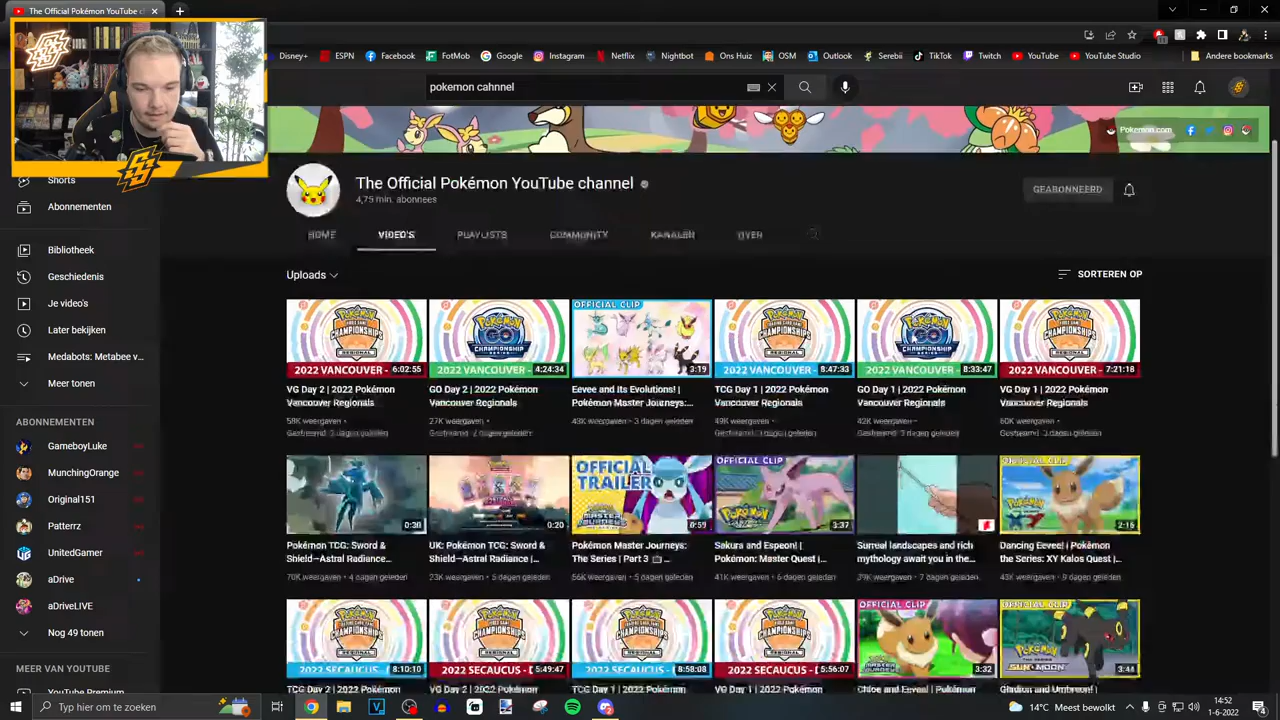 The Official Pokémon YouTube c
Disney+ ESPN Facebook FotMob Google Instagram Netflix Nightbot Ons Huiz OSM Outlook Serebii TikTok Twitch YouTube YouTube Studio Andere bookmarks
pokemon cahnnel
Pokemon.com
Shorts
Abonnementen
Bibliotheek
Geschiedenis
Je video's
Later bekijken
Medabots: Metabee v...
Meer tonen
ABONNEMENTEN
GameboyLuke
MunchingOrange
Original151
Patterrz
UnitedGamer
aDrive
aDriveLIVE
Nog 49 tonen
MEER VAN YOUTUBE
YouTube Premium
The Official Pokémon YouTube channel
4,75 min. abonnees
GEABONNEERD
HOME VIDEO'S PLAYLISTS COMMUNITY KANALEN OVER
Uploads
SORTEREN OP
2022 VANCOUVER - 6:02:55
VG Day 2 | 2022 Pokémon
Vancouver Regionals
58K weergaven
2022 VANCOUVER - 4:24:34
GO Day 2 | 2022 Pokémon
Vancouver Regionals
27K weergaven
OFFICIAL CLIP
3:19
Eevee and Its Evolutions! |
Pokémon Master Journeys:...
43K weergaven • 3 dagen geleden
2022 VANCOUVER - 8:47:33
TCG Day 1 | 2022 Pokémon
Vancouver Regionals
49K weergaven
2022 VANCOUVER - 8:33:47
GO Day 1 | 2022 Pokémon
Vancouver Regionals
42K weergaven
2022 VANCOUVER - 7:21:18
VG Day 1 | 2022 Pokémon
Vancouver Regionals
60K weergaven
0:38
Pokémon TCG: Sword &
Shield—Astral Radiance |...
70K weergaven • 4 dagen geleden
0:20
UK: Pokémon TCG: Sword &
Shield—Astral Radiance |...
23K weergaven • 5 dagen geleden
OFFICIAL
TRAILER
0:59
Pokémon Master Journeys:
The Series | Part 3
56K weergaven • 5 dagen geleden
OFFICIAL CLIP
POKÉMON
3:37
Sakura and Espeon! |
Pokémon: Master Quest |...
41K weergaven • 6 dagen geleden
Surreal landscapes and rich
mythology await you in the...
39K weergaven • 7 dagen geleden
OFFICIAL CLIP
POKÉMON
2:16
Dancing Eevee! | Pokémon
the Series: XY Kalos Quest |...
43K weergaven • 9 dagen geleden
2022 SECAUCUS - D 8:10:10
TCG Day 2 | 2022 Pokémon
2022 SECAUCUS - D 5:49:47
VG Day 2 | 2022 Pokémon
2022 SECAUCUS - D 8:58:08
TCG Day 1 | 2022 Pokémon
2022 SECAUCUS - D 5:56:07
VG Day 1 | 2022 Pokémon
OFFICIAL CLIP
3:32
Chloe and Eevee! | Pokémon
OFFICIAL CLIP
POKÉMON
SUN & MOON
3:44
Gladion and Umbreon! |
Typ hier om te zoeken
14°C Meest bewolkt
14:52
1-6-2022